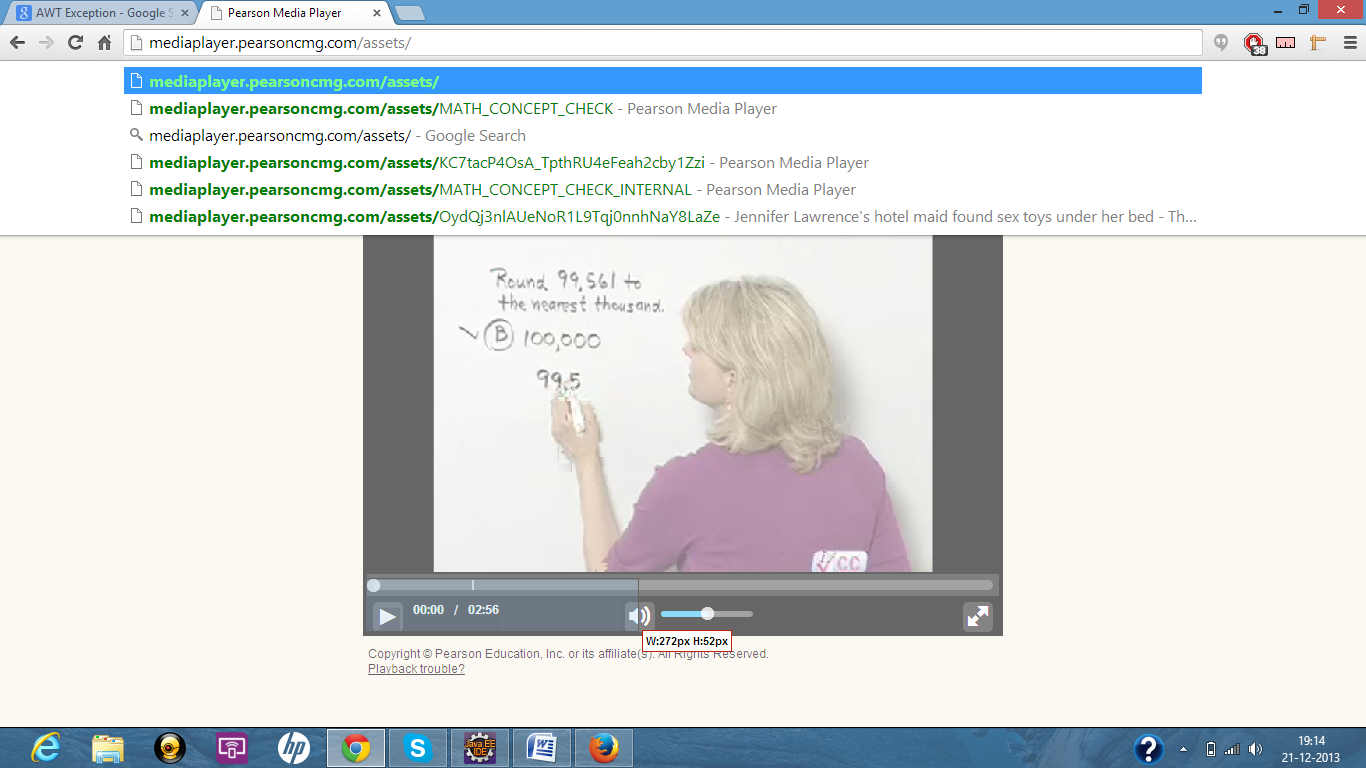 AWT Exception - Google S
Pearson Media Player
mediaplayer.pearsoncmg.com/assets/
38
mediaplayer.pearsoncmg.com/assets/
mediaplayer.pearsoncmg.com/assets/MATH_CONCEPT_CHECK - Pearson Media Player
mediaplayer.pearsoncmg.com/assets/ - Google Search
mediaplayer.pearsoncmg.com/assets/KC7tacP4OsA_TpthRU4eFeah2cby1Zzi - Pearson Media Player
mediaplayer.pearsoncmg.com/assets/MATH_CONCEPT_CHECK_INTERNAL - Pearson Media Player
mediaplayer.pearsoncmg.com/assets/OydQj3nlAUeNoR1L9Tqj0nnhNaY8LaZe - Jennifer Lawrence's hotel maid found sex toys under her bed - Th...
Round 99,561 to
the nearest thousand.
B 100,000
99,5
CC
00:00 / 02:56
W:272px H:52px
Copyright © Pearson Education, Inc. or its affiliate(s). All Rights Reserved.
Playback trouble?
Java EE
IDE
19:14
21-12-2013